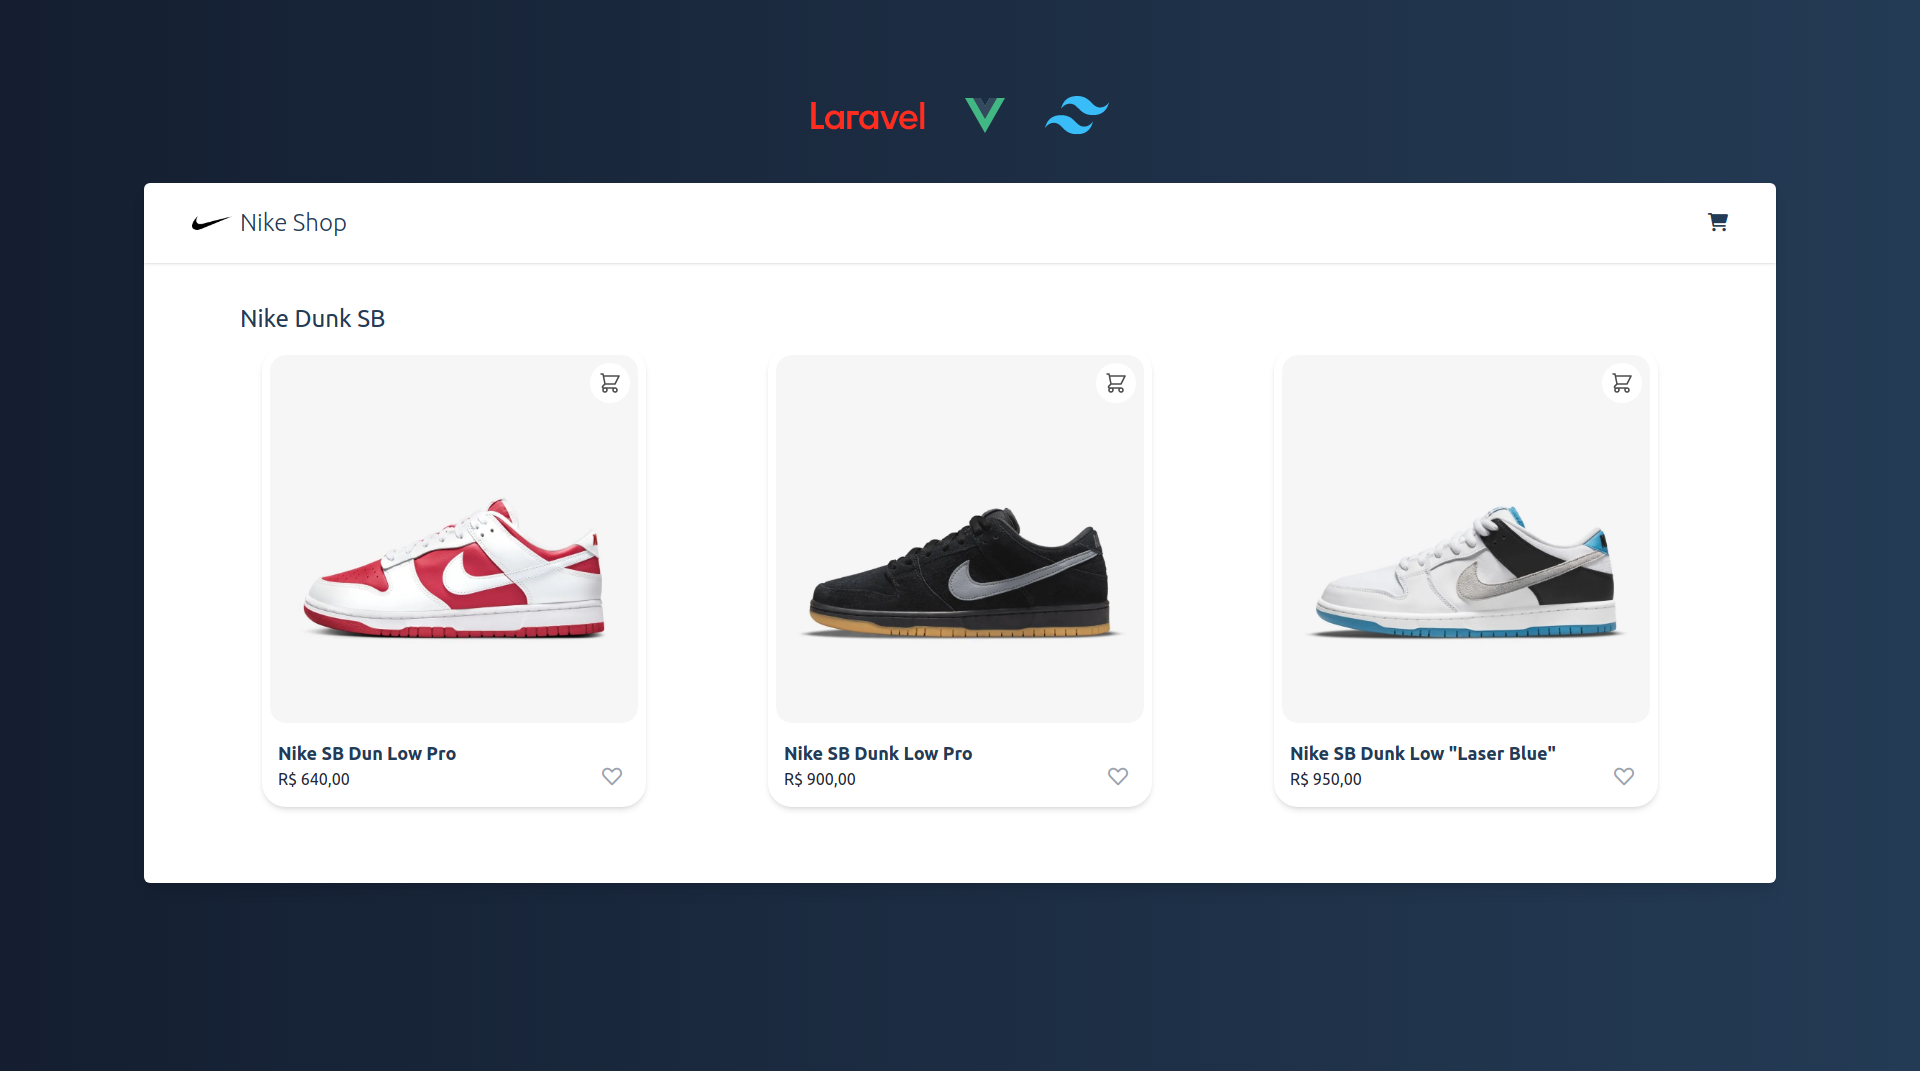 Laravel
Nike Shop
Nike Dunk SB
Nike SB Dun Low Pro
R$ 640,00
Nike SB Dunk Low Pro
R$ 900,00
Nike SB Dunk Low "Laser Blue"
R$ 950,00